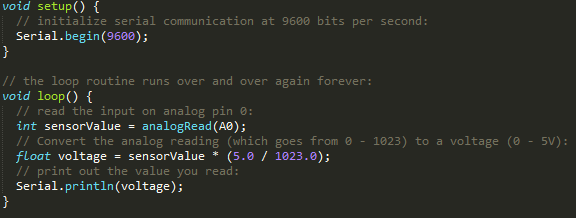 void setup() {
  // initialize serial communication at 9600 bits per second:
  Serial.begin(9600);
}

// the loop routine runs over and over again forever:
void loop() {
  // read the input on analog pin 0:
  int sensorValue = analogRead(A0);
  // Convert the analog reading (which goes from 0 - 1023) to a voltage (0 - 5V):
  float voltage = sensorValue * (5.0 / 1023.0);
  // print out the value you read:
  Serial.println(voltage);
}